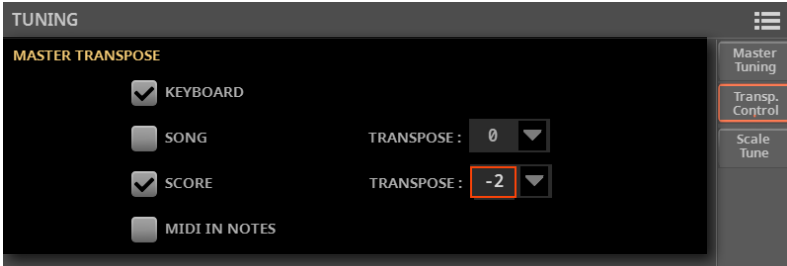 TUNING
MASTER TRANSPOSE
Master
Tuning
KEYBOARD
Transp.
Control
SONG
TRANSPOSE :
0
Scale
Tune
SCORE
TRANSPOSE :
-2
MIDI IN NOTES